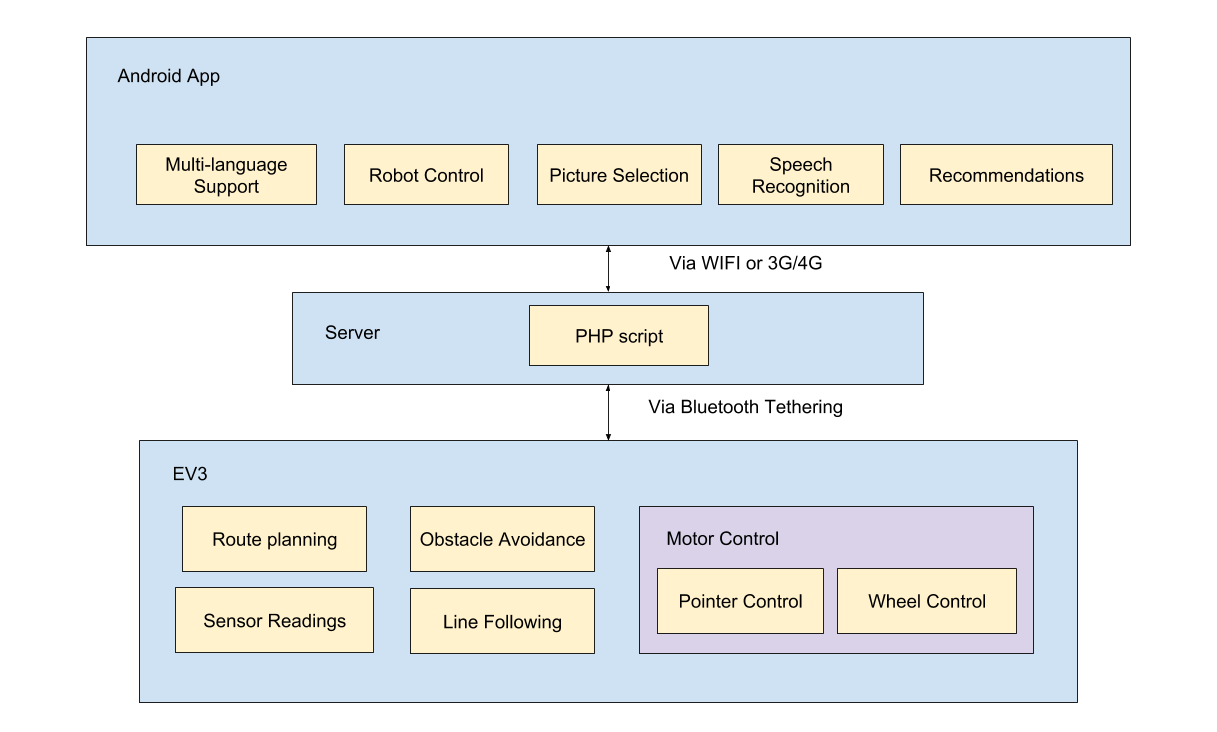 Android App
Multi-language
Support
Robot Control
Picture Selection
Speech
Recognition
Recommendations
Via WIFI or 3G/4G
Server
PHP script
Via Bluetooth Tethering
EV3
Route planning
Obstacle Avoidance
Motor Control
Pointer Control
Wheel Control
Sensor Readings
Line Following